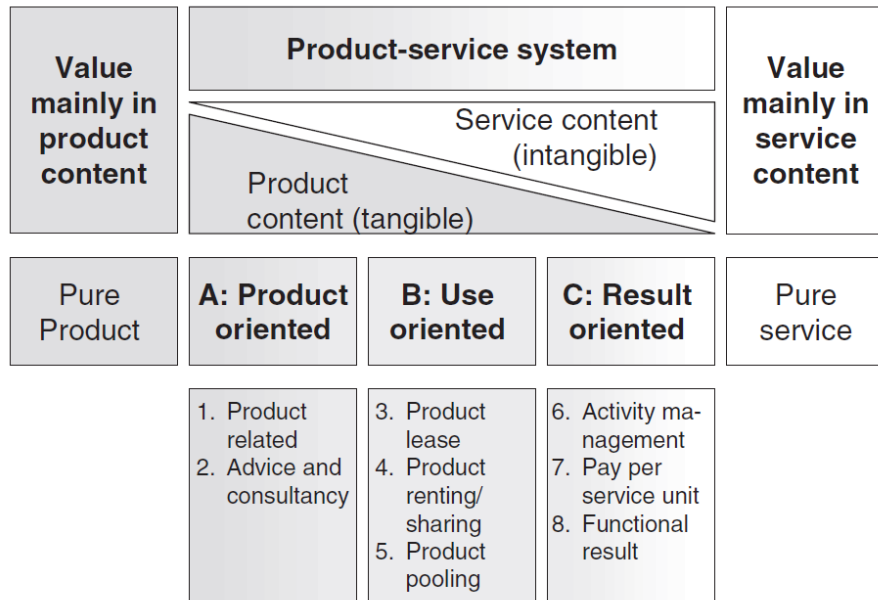 Value
mainly in
product
content
Product-service system
Service content
(intangible)
Product
content (tangible)
Value
mainly in
service
content
Pure
Product
A: Product
oriented
B: Use
oriented
C: Result
oriented
Pure
service
1. Product
related
2. Advice and
consultancy
3. Product
lease
4. Product
renting/
sharing
5. Product
pooling
6. Activity ma-
nagement
7. Pay per
service unit
8. Functional
result